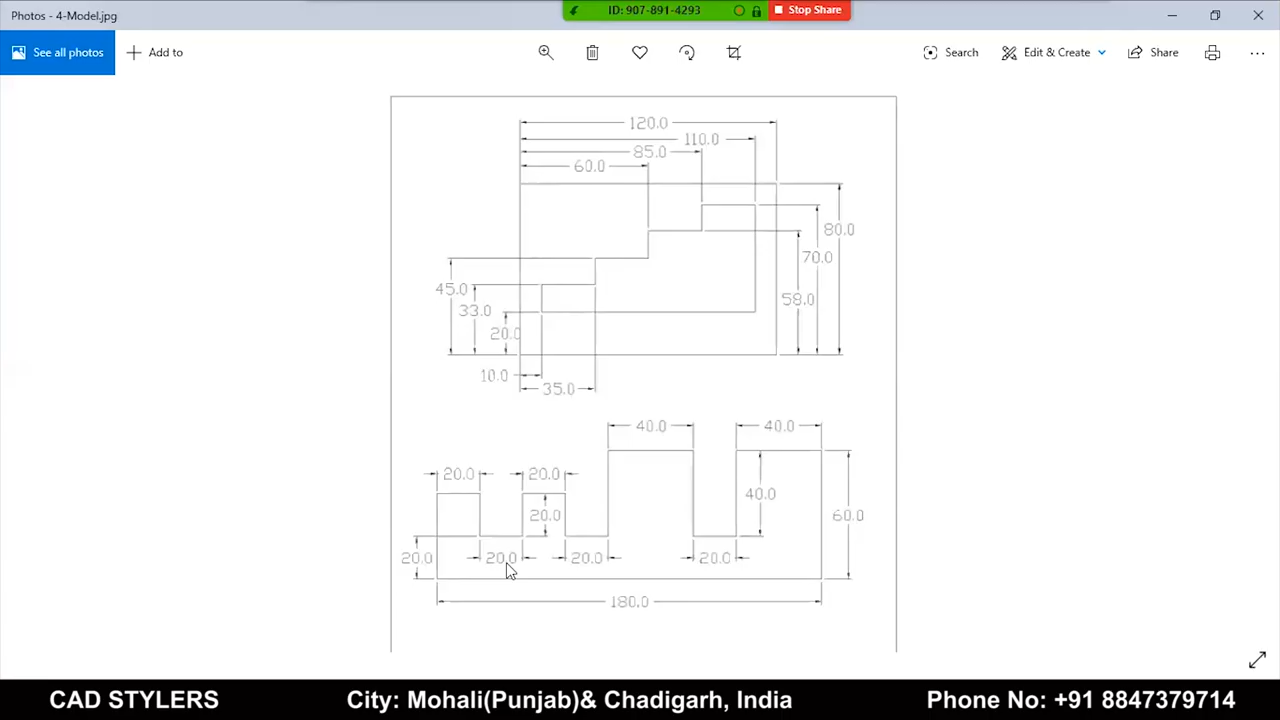 Photos - 4-Model.jpg
ID: 907-891-4293
Stop Share
See all photos
Add to
Search
Edit & Create
Share
120.0
110.0
85.0
60.0
80.0
70.0
45.0
33.0
58.0
20.0
10.0
35.0
40.0
40.0
20.0
20.0
40.0
20.0
60.0
20.0
20.0
20.0
20.0
180.0
CAD STYLERS
City: Mohali(Punjab)& Chadigarh, India
Phone No: +91 8847379714